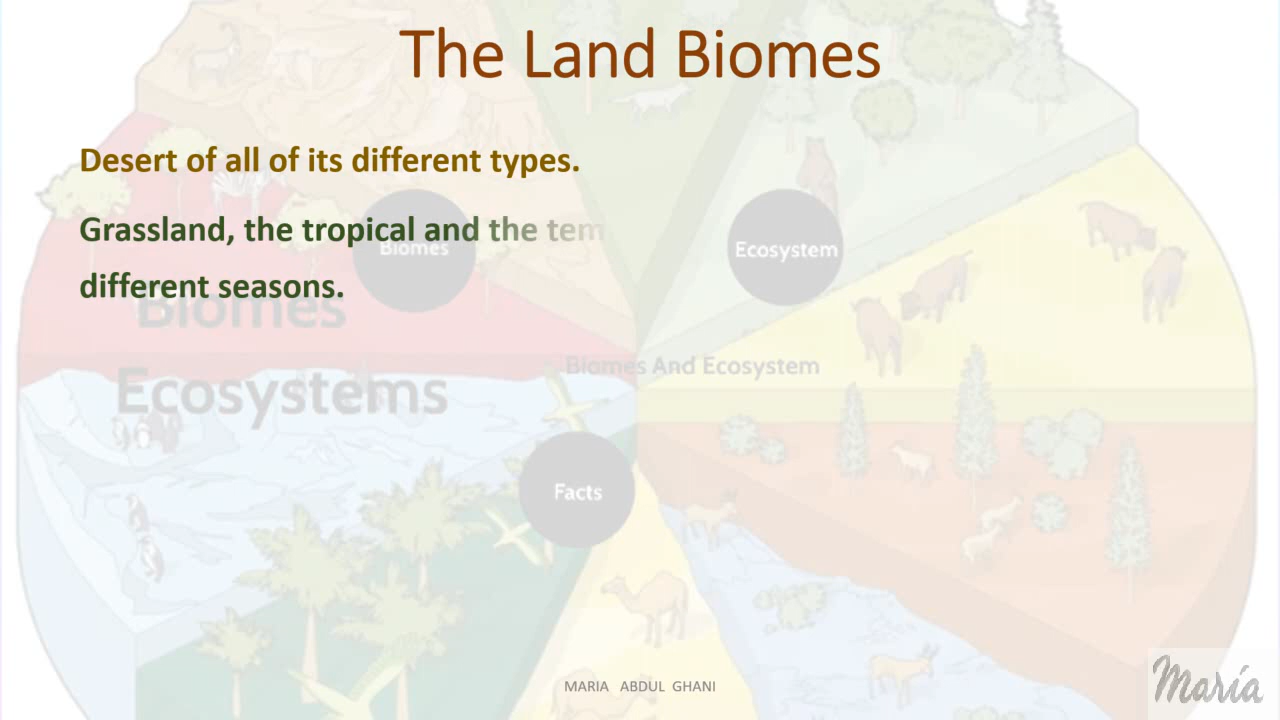 The Land Biomes
Desert of all of its different types.
Grassland, the tropical and the tem
different seasons.
Biomes
Ecosystem
Biomes
Biomes And Ecosystem
Ecosystems
Facts
MARIA ABDUL GHANI
Maria